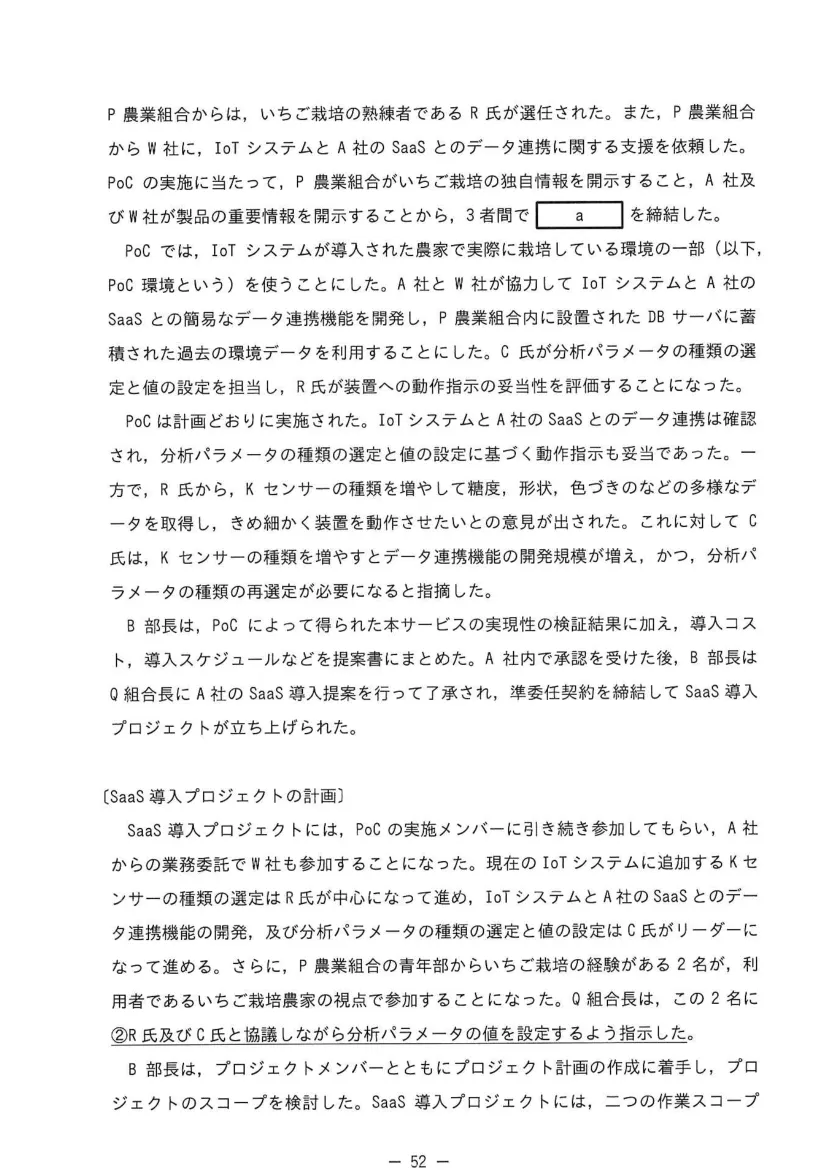 P 農業組合からは，いちご栽培の熟練者である R 氏が選任された。また，P 農業組合
から W 社に，IoT システムと A 社の SaaS とのデータ連携に関する支援を依頼した。
PoC の実施に当たって，P 農業組合がいちご栽培の独自情報を開示すること，A 社及
び W 社が製品の重要情報を開示することから，3 者間で a を締結した。
PoC では，IoT システムが導入された農家で実際に栽培している環境の一部（以下，
PoC 環境という）を使うことにした。A 社と W 社が協力して IoT システムと A 社の
SaaS との簡易なデータ連携機能を開発し，P 農業組合内に設置された DB サーバに蓄
積された過去の環境データを利用することにした。C 氏が分析パラメータの種類の選
定と値の設定を担当し，R 氏が装置への動作指示の妥当性を評価することになった。
PoC は計画どおりに実施された。IoT システムと A 社の SaaS とのデータ連携は確認
され，分析パラメータの種類の選定と値の設定に基づく動作指示も妥当であった。一
方で，R 氏から，K センサーの種類を増やして糖度，形状，色づきのなどの多様なデ
ータを取得し，きめ細かく装置を動作させたいとの意見が出された。これに対して C
氏は，K センサーの種類を増やすとデータ連携機能の開発規模が増え，かつ，分析パ
ラメータの種類の再選定が必要になると指摘した。
B 部長は，PoC によって得られた本サービスの実現性の検証結果に加え，導入コス
ト，導入スケジュールなどを提案書にまとめた。A 社内で承認を受けた後，B 部長は
Q 組合長に A 社の SaaS 導入提案を行って了承され，準委任契約を締結して SaaS 導入
プロジェクトが立ち上げられた。
〔SaaS 導入プロジェクトの計画〕
SaaS 導入プロジェクトには，PoC の実施メンバーに引き続き参加してもらい，A 社
からの業務委託で W 社も参加することになった。現在の IoT システムに追加する K セ
ンサーの種類の選定は R 氏が中心になって進め，IoT システムと A 社の SaaS とのデー
タ連携機能の開発，及び分析パラメータの種類の選定と値の設定は C 氏がリーダーに
なって進める。さらに，P 農業組合の青年部からいちご栽培の経験がある 2 名が，利
用者であるいちご栽培農家の視点で参加することになった。Q 組合長は，この 2 名に
②R 氏及び C 氏と協議しながら分析パラメータの値を設定するよう指示した。
B 部長は，プロジェクトメンバーとともにプロジェクト計画の作成に着手し，プロ
ジェクトのスコープを検討した。SaaS 導入プロジェクトには，二つの作業スコープ
― 52 ―